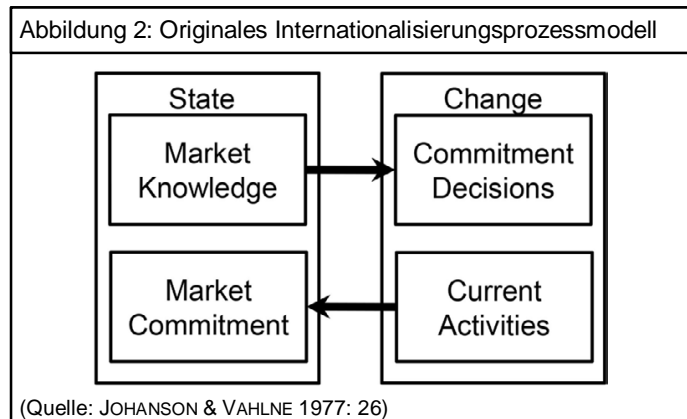 Abbildung 2: Originales Internationalisierungsprozessmodell
State
Change
Market
Knowledge
Commitment
Decisions
Market
Commitment
Current
Activities
(Quelle: JOHANSON & VAHLNE 1977: 26)